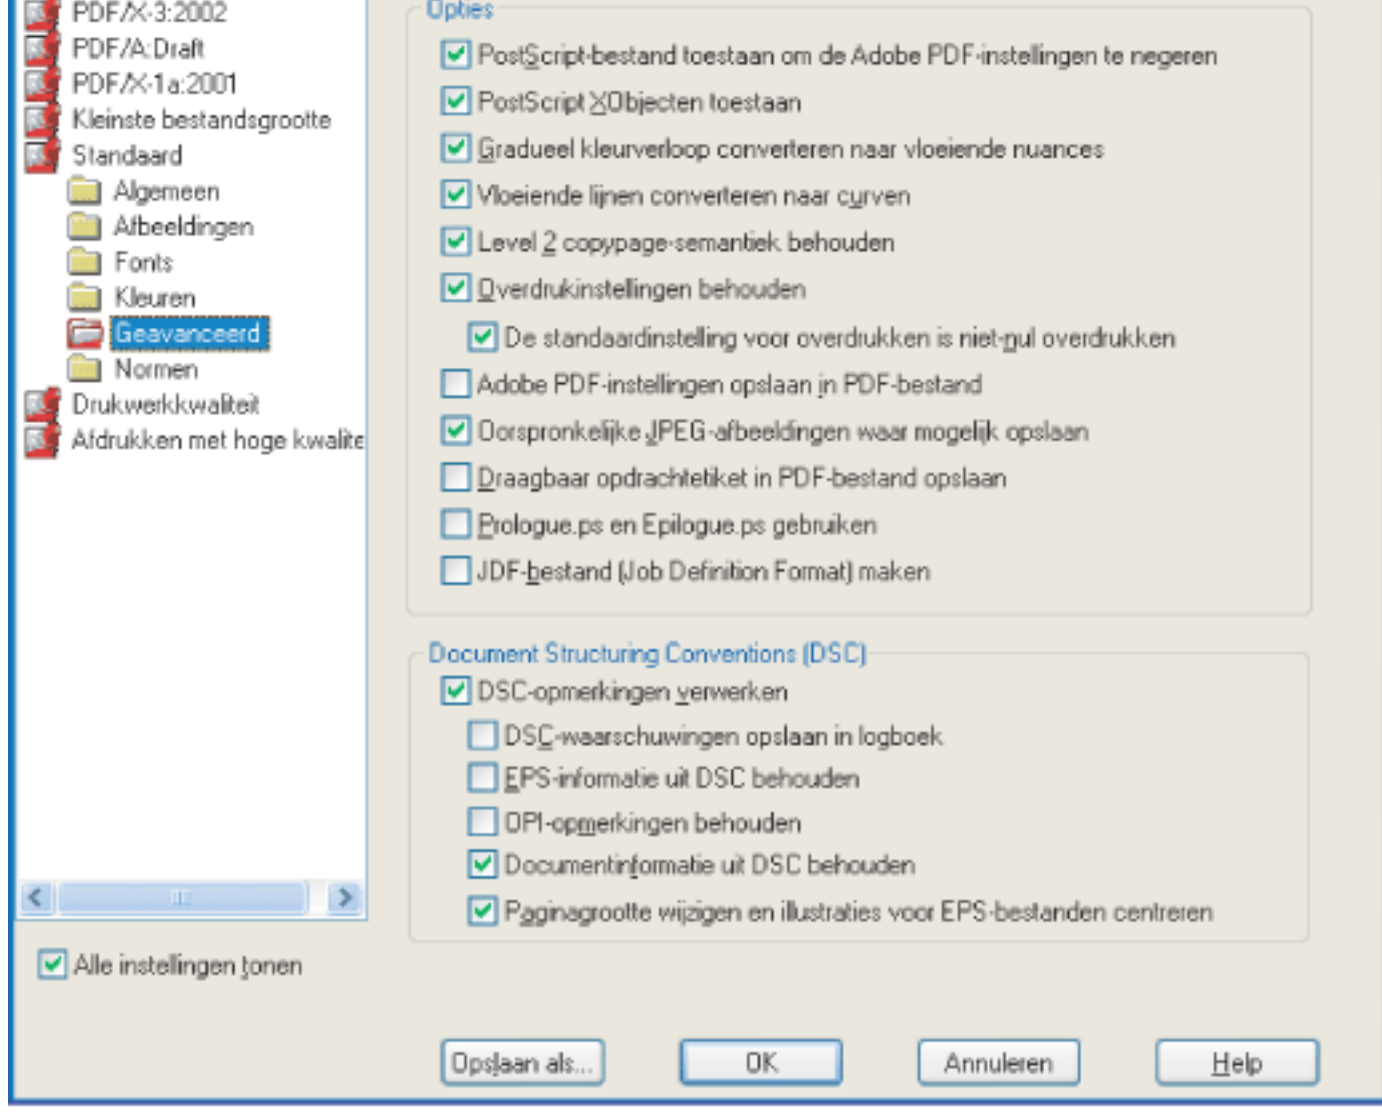 PDF/X-3:2002
PDF/A:Draft
PDF/X-1a:2001
Kleinste bestandsgrootte
Standaard
Algemeen
Afbeeldingen
Fonts
Kleuren
Geavanceerd
Normen
Drukwerkkwaliteit
Afdrukken met hoge kwalite
Alle instellingen tonen
Opties
PostScript-bestand toestaan om de Adobe PDF-instellingen te negeren
PostScript XObjecten toestaan
Gradueel kleurverloop converteren naar vloeiende nuances
Vloeiende lijnen converteren naar curven
Level 2 copypage-semantiek behouden
Overdrukinstellingen behouden
De standaardinstelling voor overdrukken is niet-nul overdrukken
Adobe PDF-instellingen opslaan in PDF-bestand
Oorspronkelijke JPEG-afbeeldingen waar mogelijk opslaan
Draagbaar opdrachtetiket in PDF-bestand opslaan
Prologue.ps en Epilogue.ps gebruiken
JDF-bestand (Job Definition Format) maken
Document Structuring Conventions (DSC)
DSC-opmerkingen verwerken
DSC-waarschuwingen opslaan in logboek
EPS-informatie uit DSC behouden
OPI-opmerkingen behouden
Documentinformatie uit DSC behouden
Paginagrootte wijzigen en illustraties voor EPS-bestanden centreren
Opslaan als...
OK
Annuleren
Help